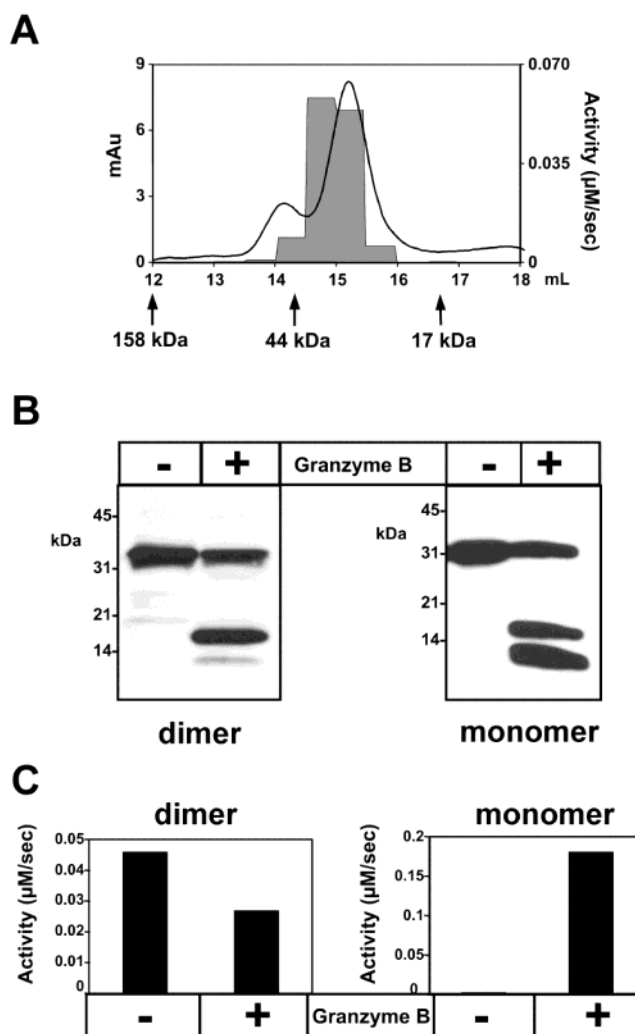 A
9
6
3
0
mAu
0.070
0.035
0
Activity (µM/sec)
12 13 14 15 16 17 18 mL
158 kDa 44 kDa 17 kDa
B
- + Granzyme B - +
kDa
45
31
21
14
kDa
45
31
21
14
dimer monomer
C
dimer monomer
Activity (µM/sec)
0.05
0.04
0.03
0.02
0.01
0
Activity (µM/sec)
0.2
0.15
0.1
0.05
0
- + Granzyme B - +